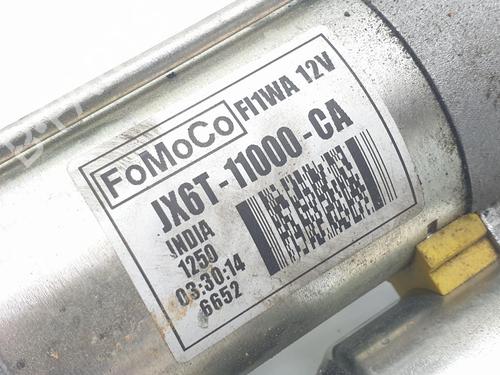 FoMoCo FI1WA 12V
JX6T-11000-CA
INDIA
1250
03:30:14
6652